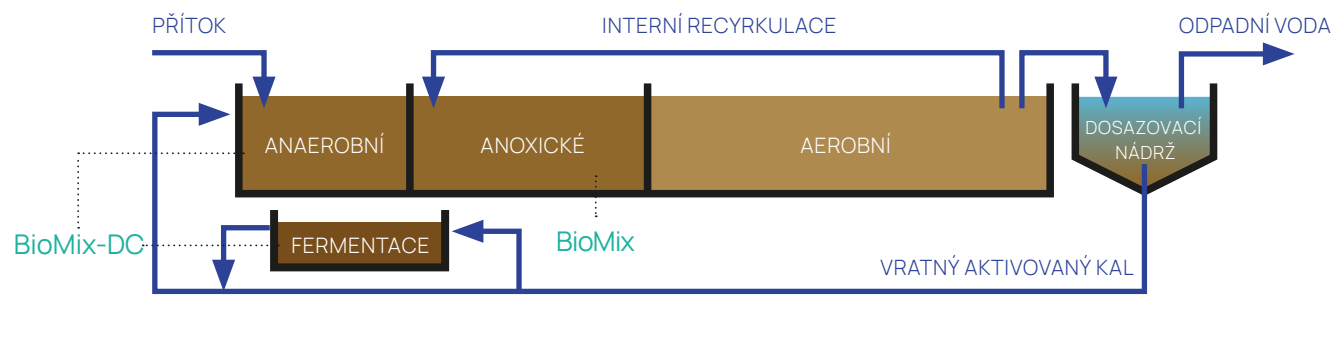 PŘÍTOK
INTERNÍ RECYRKULACE
ODPADNÍ VODA
ANAEROBNÍ
ANOXICKÉ
AEROBNÍ
DOSAZOVACÍ
NÁDRŽ
BioMix-DC
FERMENTACE
BioMix
VRATNÝ AKTIVOVANÝ KAL